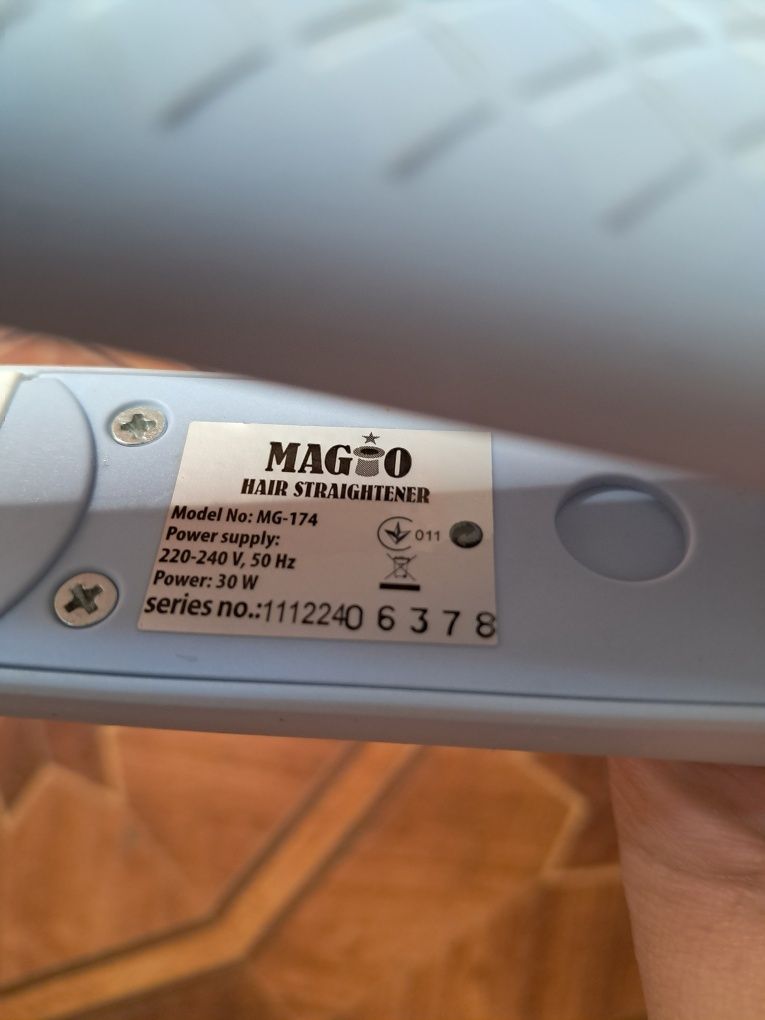 MAGIO
HAIR STRAIGHTENER
Model No: MG-174
Power supply:
220-240 V, 50 Hz
Power: 30 W
011
series no.:11122406378